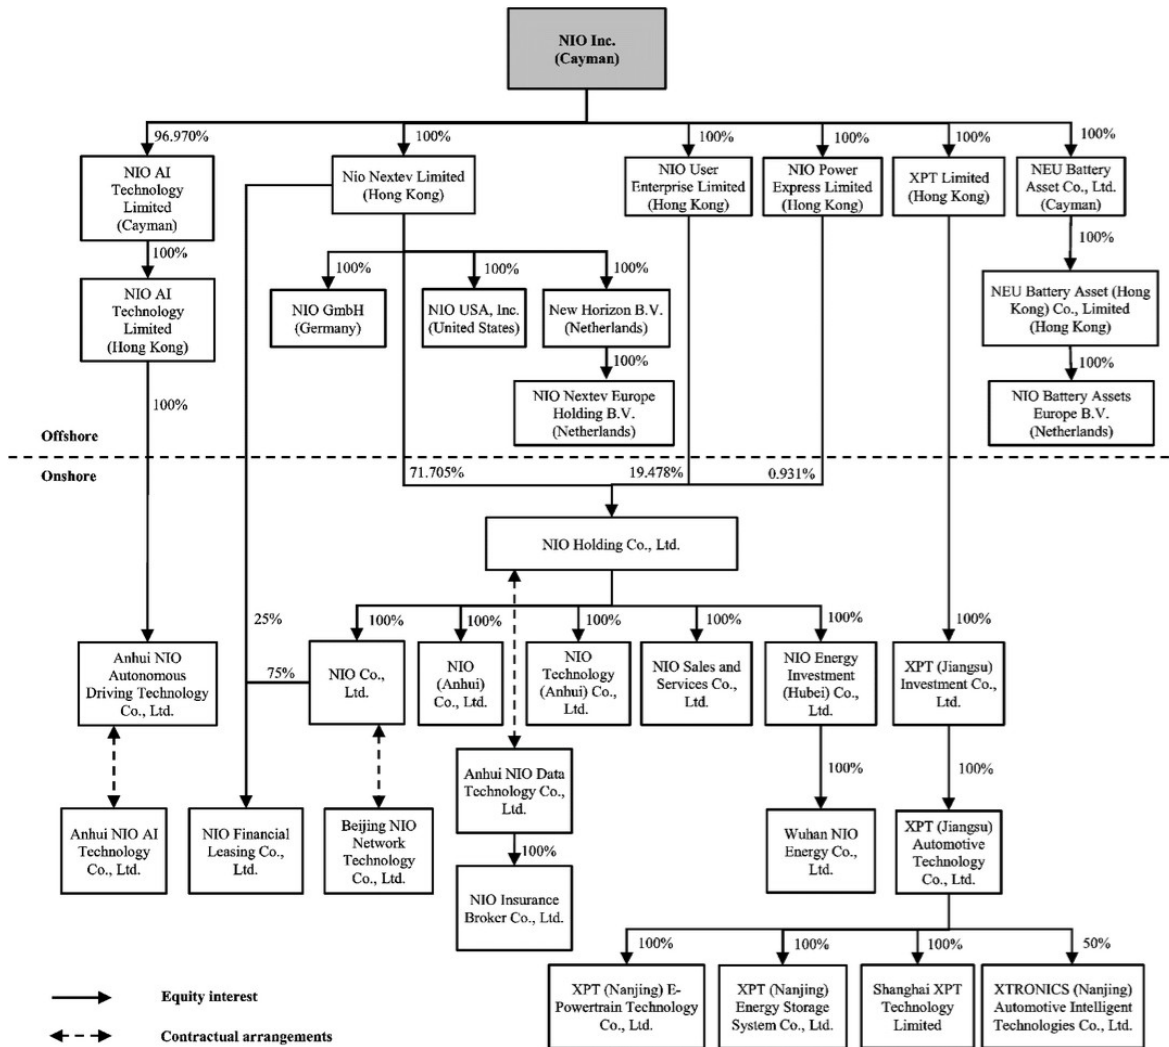 NIO Inc.
(Cayman)
96.970%
100%
100%
100%
100%
100%
NIO AI
Technology
Limited
(Cayman)
Nio Nextev Limited
(Hong Kong)
NIO User
Enterprise Limited
(Hong Kong)
NIO Power
Express Limited
(Hong Kong)
XPT Limited
(Hong Kong)
NEU Battery
Asset Co., Ltd.
(Cayman)
100%
100%
100%
100%
100%
NIO AI
Technology
Limited
(Hong Kong)
NIO GmbH
(Germany)
NIO USA, Inc.
(United States)
New Horizon B.V.
(Netherlands)
NEU Battery Asset (Hong
Kong) Co., Limited
(Hong Kong)
100%
100%
100%
NIO Nextev Europe
Holding B.V.
(Netherlands)
NIO Battery Assets
Europe B.V.
(Netherlands)
Offshore
Onshore
71.705%
19.478%
0.931%
NIO Holding Co., Ltd.
25%
100%
100%
100%
100%
100%
100%
75%
Anhui NIO
Autonomous
Driving Technology
Co., Ltd.
NIO Co.,
Ltd.
NIO
(Anhui)
Co., Ltd.
NIO
Technology
(Anhui) Co.,
Ltd.
NIO Sales and
Services Co.,
Ltd.
NIO Energy
Investment
(Hubei) Co.,
Ltd.
XPT (Jiangsu)
Investment Co.,
Ltd.
100%
100%
Anhui NIO AI
Technology
Co., Ltd.
NIO Financial
Leasing Co.,
Ltd.
Beijing NIO
Network
Technology
Co., Ltd.
Anhui NIO Data
Technology Co.,
Ltd.
Wuhan NIO
Energy Co.,
Ltd.
XPT (Jiangsu)
Automotive
Technology
Co., Ltd.
100%
NIO Insurance
Broker Co., Ltd.
100%
100%
100%
50%
XPT (Nanjing) E-
Powertrain Technology
Co., Ltd.
XPT (Nanjing)
Energy Storage
System Co., Ltd.
Shanghai XPT
Technology
Limited
XTRONICS (Nanjing)
Automotive Intelligent
Technologies Co., Ltd.
Equity interest
Contractual arrangements